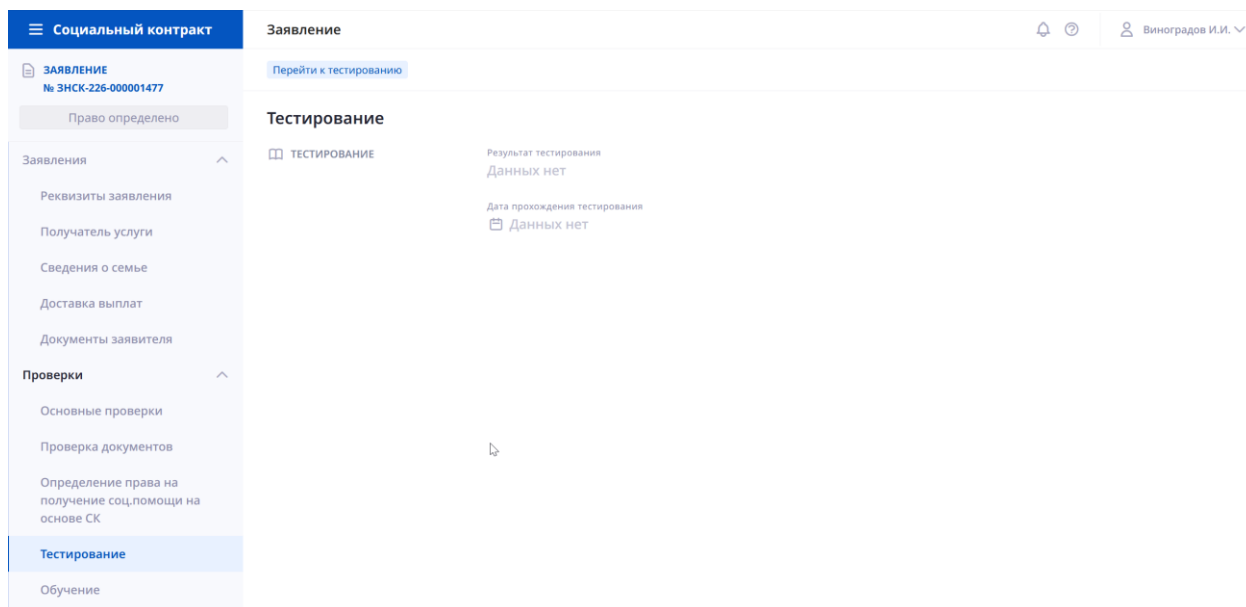 Социальный контракт
Заявление
Виноградов И.И.
ЗАЯВЛЕНИЕ
№ ЗНСК-226-000001477
Право определено
Заявления
Реквизиты заявления
Получатель услуги
Сведения о семье
Доставка выплат
Документы заявителя
Проверки
Основные проверки
Проверка документов
Определение права на
получение соц.помощи на
основе СК
Тестирование
Обучение
Перейти к тестированию
Тестирование
ТЕСТИРОВАНИЕ
Результат тестирования
Данных нет
Дата прохождения тестирования
Данных нет